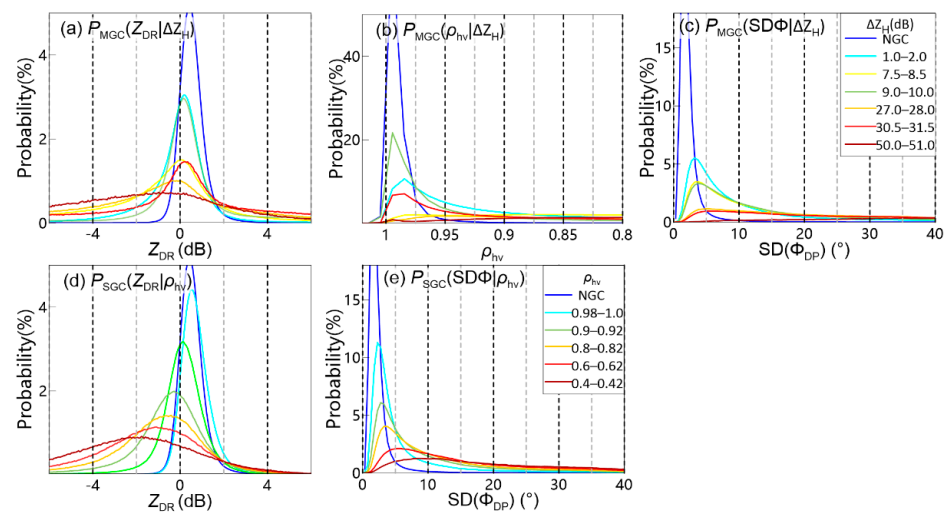 (a) P_MGC(Z_DR|ΔZ_H)
Probability(%)
4
2
0
-4
0
4
Z_DR (dB)
(b) P_MGC(ρ_hv|ΔZ_H)
Probability(%)
40
20
0
1
0.95
0.9
0.85
0.8
ρ_hv
(c) P_MGC(SDΦ|ΔZ_H)
Probability(%)
15
10
5
0
0
10
20
30
40
SD(Φ_DP) (°)
ΔZ_H(dB)
NGC
1.0–2.0
7.5–8.5
9.0–10.0
27.0–28.0
30.5–31.5
50.0–51.0
(d) P_SGC(Z_DR|ρ_hv)
Probability(%)
4
2
0
-4
0
4
Z_DR (dB)
(e) P_SGC(SDΦ|ρ_hv)
Probability(%)
15
10
5
0
0
10
20
30
40
SD(Φ_DP) (°)
ρ_hv
NGC
0.98–1.0
0.9–0.92
0.8–0.82
0.6–0.62
0.4–0.42